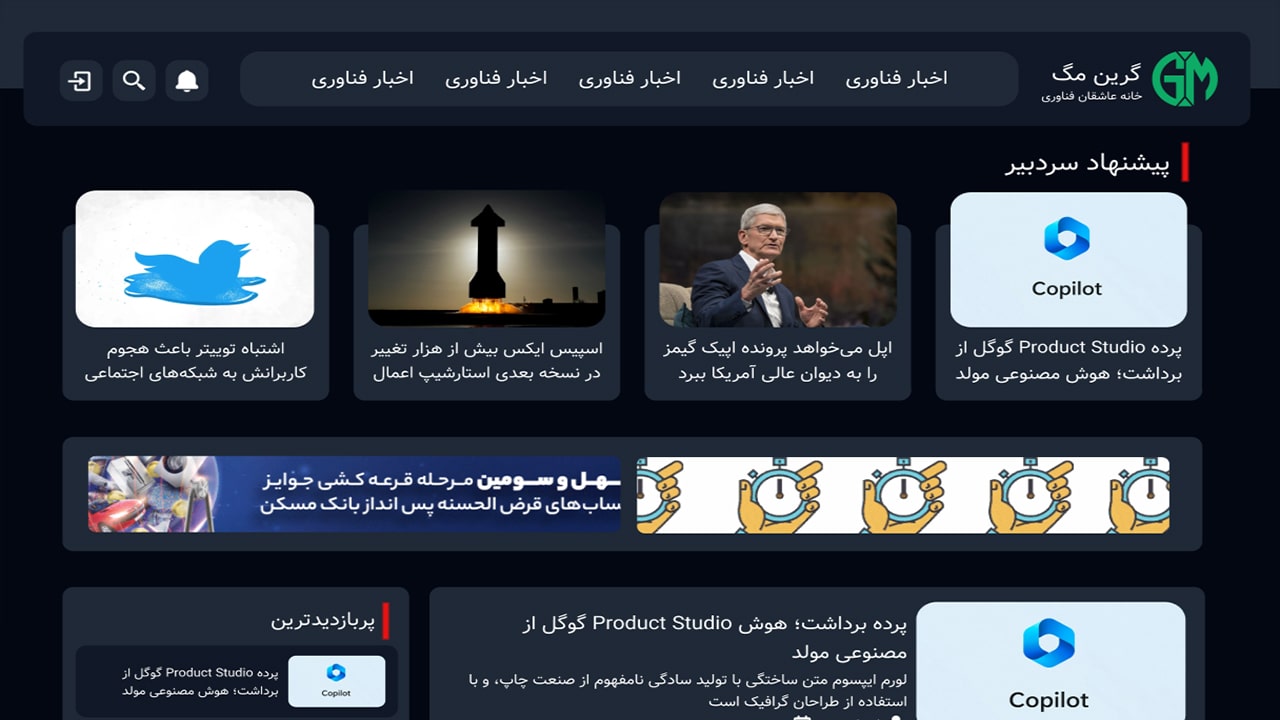 گرین مگ
خانه عاشقان فناوری
اخبار فناوری
اخبار فناوری
اخبار فناوری
اخبار فناوری
اخبار فناوری
پیشنهاد سردبیر
Copilot
پرده Product Studio گوگل از
برداشت؛ هوش مصنوعی مولد
اپل می‌خواهد پرونده اپیک گیمز
را به دیوان عالی آمریکا ببرد
اسپیس ایکس بیش از هزار تغییر
در نسخه بعدی استارشیپ اعمال
اشتباه توییتر باعث هجوم
کاربرانش به شبکه‌های اجتماعی
ـهل و سـومین مرحله قرعه کشی جوایز
ساب‌های قرض الحسنه پس انداز بانک مسکن
Copilot
پرده برداشت؛ هوش Product Studio گوگل از
مصنوعی مولد
لورم ایپسوم متن ساختگی با تولید سادگی نامفهوم از صنعت چاپ، و با
استفاده از طراحان گرافیک است
پربازدیدترین
Copilot
پرده Product Studio گوگل از
برداشت؛ هوش مصنوعی مولد